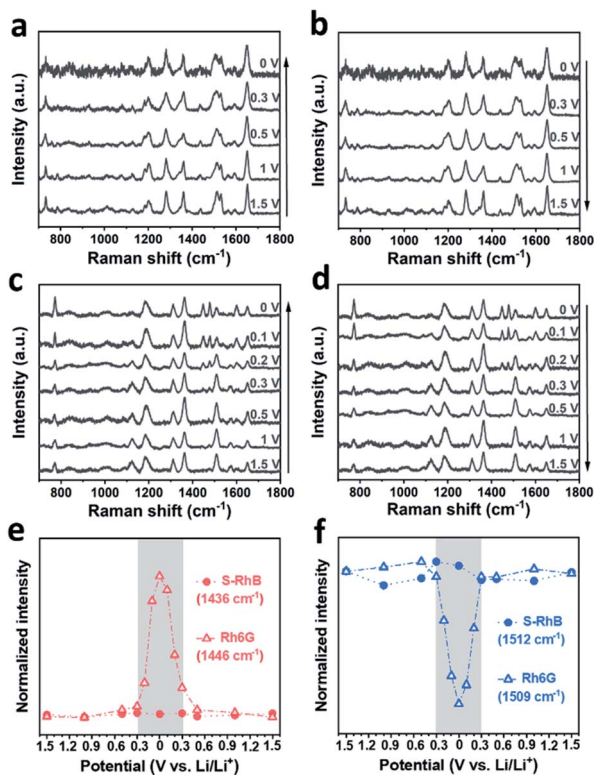 a
Intensity (a.u.)
0 V
0.3 V
0.5 V
1 V
1.5 V
800 1000 1200 1400 1600 1800
Raman shift (cm⁻¹)
b
Intensity (a.u.)
0 V
0.3 V
0.5 V
1 V
1.5 V
800 1000 1200 1400 1600 1800
Raman shift (cm⁻¹)
c
Intensity (a.u.)
0 V
0.1 V
0.2 V
0.3 V
0.5 V
1 V
1.5 V
800 1000 1200 1400 1600 1800
Raman shift (cm⁻¹)
d
Intensity (a.u.)
0 V
0.1 V
0.2 V
0.3 V
0.5 V
1 V
1.5 V
800 1000 1200 1400 1600 1800
Raman shift (cm⁻¹)
e
Normalized intensity
S-RhB
(1436 cm⁻¹)
Rh6G
(1446 cm⁻¹)
1.5 1.2 0.9 0.6 0.3 0 0.3 0.6 0.9 1.2 1.5
Potential (V vs. Li/Li⁺)
f
Normalized intensity
S-RhB
(1512 cm⁻¹)
Rh6G
(1509 cm⁻¹)
1.5 1.2 0.9 0.6 0.3 0 0.3 0.6 0.9 1.2 1.5
Potential (V vs. Li/Li⁺)